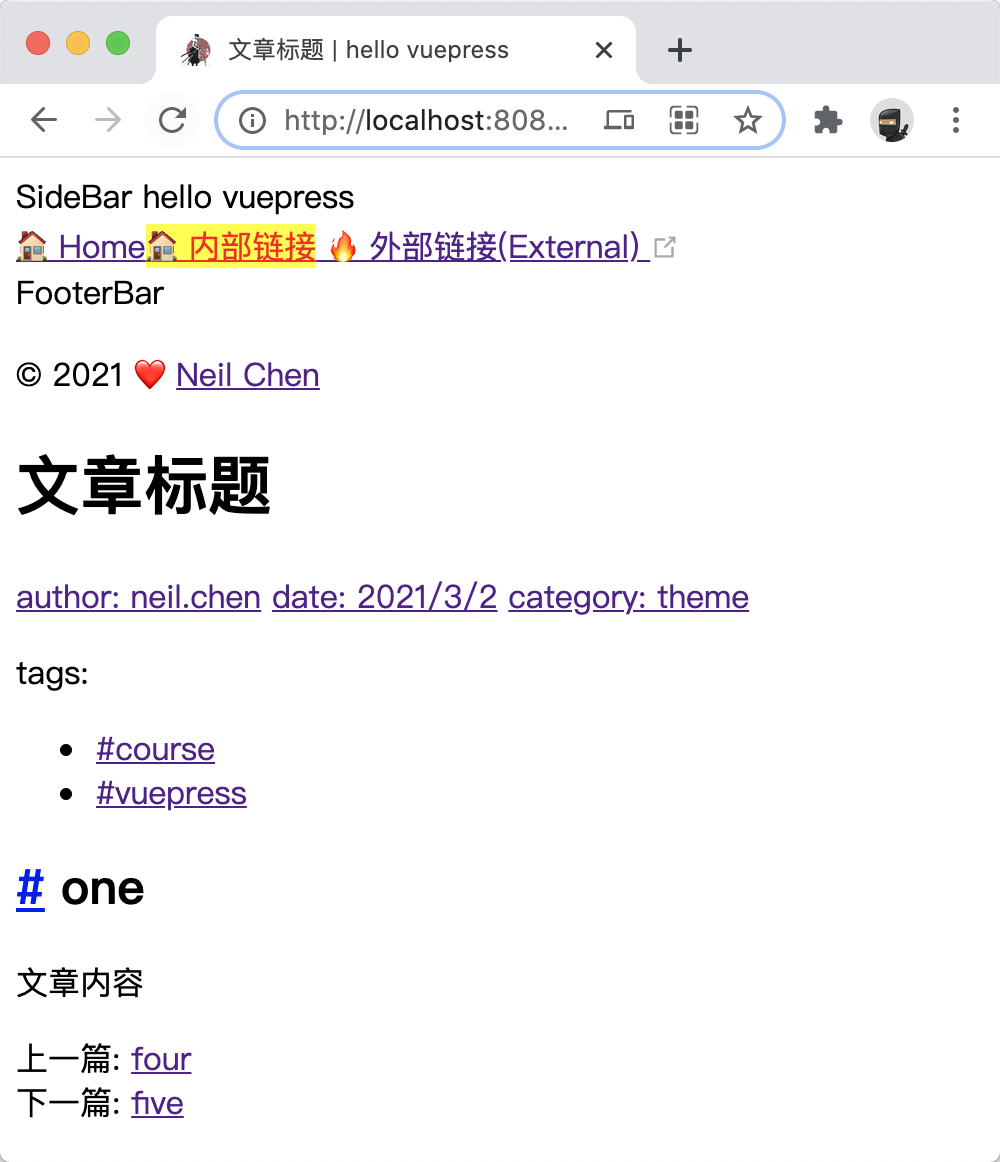 文章标题 | hello vuepress
http://localhost:808...
SideBar hello vuepress
🏠 Home🏠 内部链接 🔥 外部链接(External)
FooterBar
© 2021 ❤️ Neil Chen
文章标题
author: neil.chen date: 2021/3/2 category: theme
tags:
• #course
• #vuepress
# one
文章内容
上一篇: four
下一篇: five